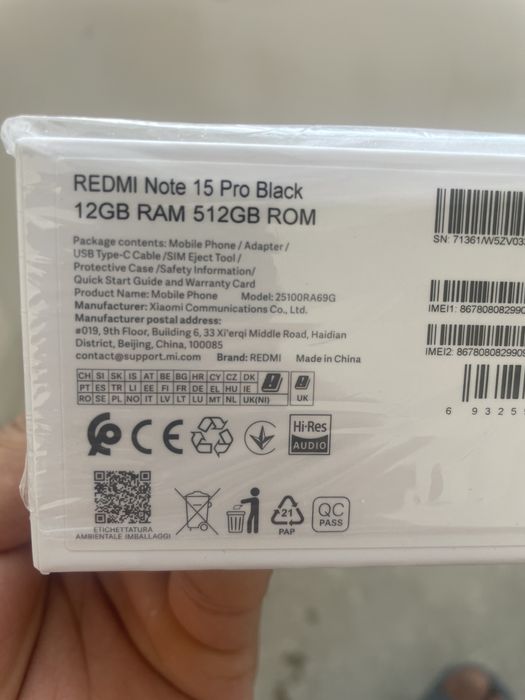 REDMI Note 15 Pro Black
12GB RAM 512GB ROM
Package contents: Mobile Phone / Adapter /
USB Type-C Cable /SIM Eject Tool /
Protective Case /Safety Information/
Quick Start Guide and Warranty Card
Product Name: Mobile Phone Model: 25100RA69G
Manufacturer: Xiaomi Communications Co., Ltd.
Manufacturer postal address:
#019, 9th Floor, Building 6, 33 Xi'erqi Middle Road, Haidian
District, Beijing, China, 100085
contact@support.mi.com Brand: REDMI Made in China
CH SI SK IS AT BE BG HR CY CZ DK
PT ES TR LI EE FI FR DE EL HU IE
RO SE PL NO IT LV LT LU MT NL UK(NI)
UK
CE
Hi-Res
AUDIO
ETICHETTATURA
AMBIENTALE IMBALLAGGI
21
PAP
QC
PASS
SN: 71361/W5ZV03
IMEI1: 867808082990
IMEI2: 8678080829909
6 9325